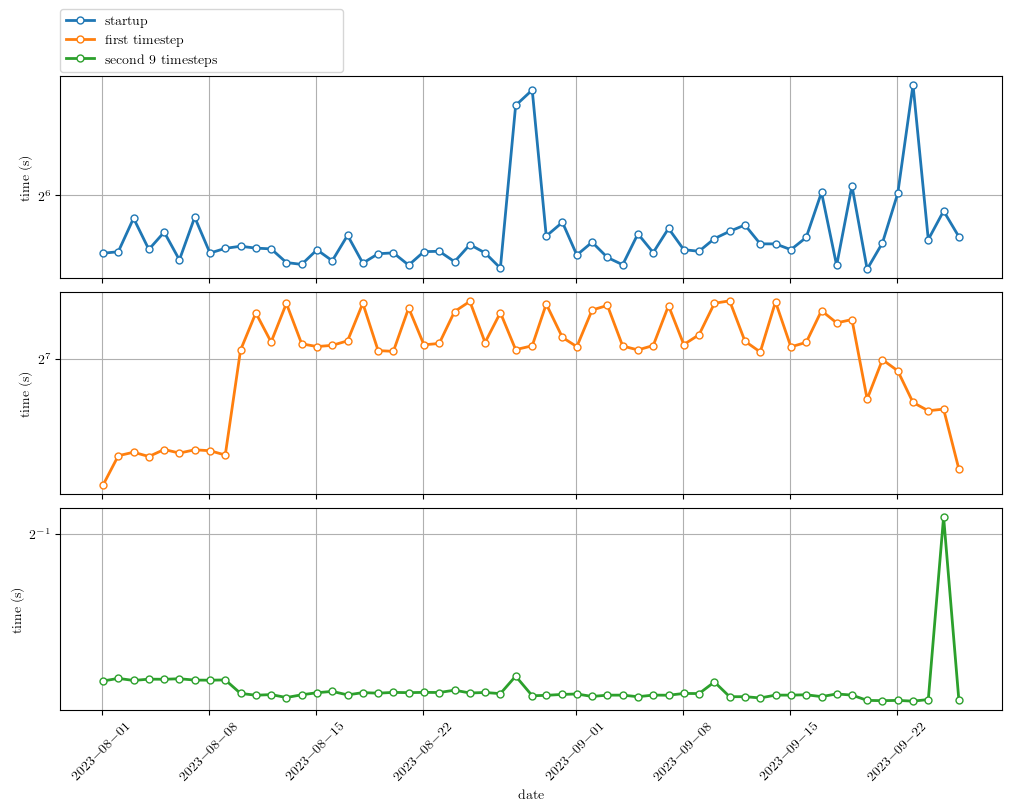 startup
first timestep
second 9 timesteps
time (s)
2^6
time (s)
2^7
time (s)
2^−1
2023−08−01
2023−08−08
2023−08−15
2023−08−22
2023−09−01
2023−09−08
2023−09−15
2023−09−22
date